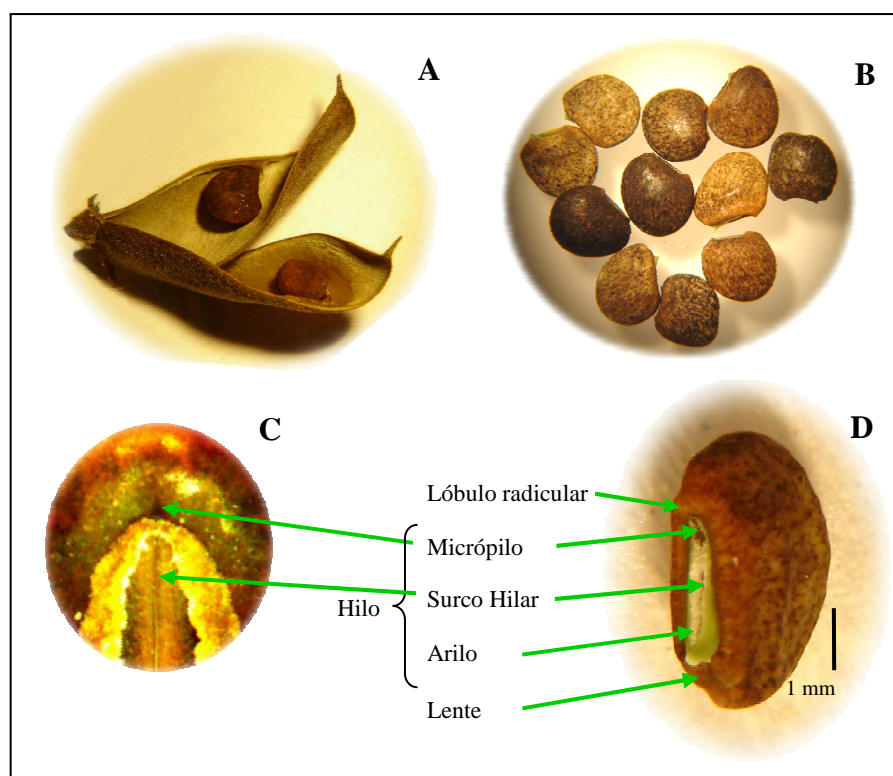 A
B
C
D
Lóbulo radicular
Micrópilo
Surco Hilar
Hilo
Arilo
Lente
1 mm